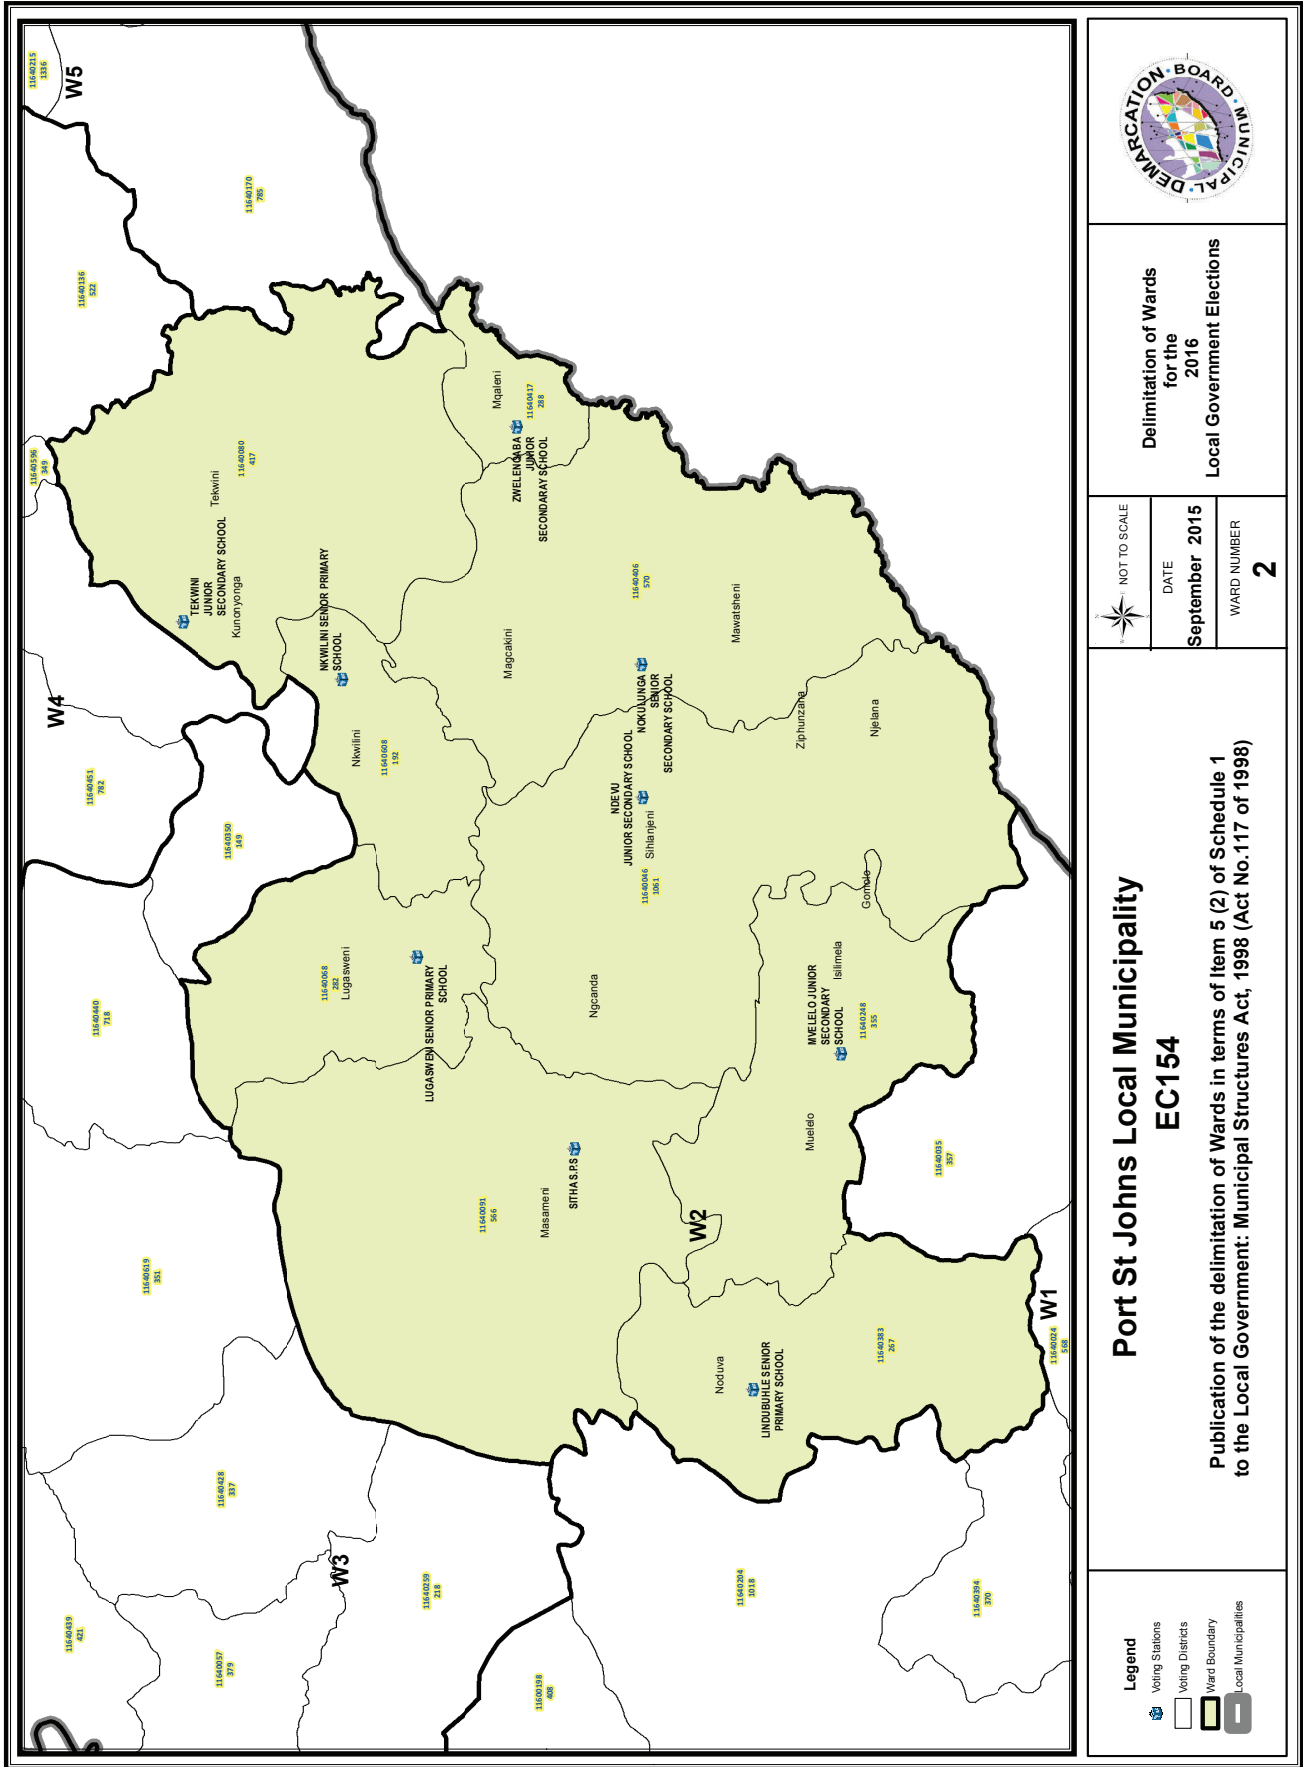 11640215
1336
W5
11640170
785
11640136
522
11640596
349
W4
11640451
782
11640350
149
11640440
718
11640619
351
11640428
337
11640439
421
11640057
379
W3
11640259
218
11600198
408
11640204
1018
11640394
370
11640080
417
Tekwini
TEKWINI
JUNIOR
SECONDARY SCHOOL
Kunonyonga
NKWILINI SENIOR PRIMARY
SCHOOL
Nkwilini
11640608
192
Mqaleni
11640417
288
JUNIOR
SECONDARAY SCHOOL
Magcakini
11640406
570
Mawatsheni
NOKULUNGA
SENIOR
SECONDARY SCHOOL
Ziphunzana
Njelana
NDEVU
JUNIOR SECONDARY SCHOOL
Sihlanjeni
11640046
1061
Gomolo
11640068
282
Lugasweni
LUGASWENI SENIOR PRIMARY
SCHOOL
Ngcanda
MVELELO JUNIOR
SECONDARY
SCHOOL
Isilimela
11640248
355
Muelelo
11640091
566
Masameni
SITHA S.P.S
W2
11640035
357
Noduva
LINDUBUHLE SENIOR
PRIMARY SCHOOL
11640383
267
W1
11640024
568
Legend
Voting Stations
Voting Districts
Ward Boundary
Local Municipalities
Port St Johns Local Municipality
EC154
Publication of the delimitation of Wards in terms of Item 5 (2) of Schedule 1
to the Local Government: Municipal Structures Act, 1998 (Act No.117 of 1998)
NOT TO SCALE
DATE
September 2015
WARD NUMBER
2
Delimitation of Wards
for the
2016
Local Government Elections
MUNICIPAL • DEMARCATION • BOARD •